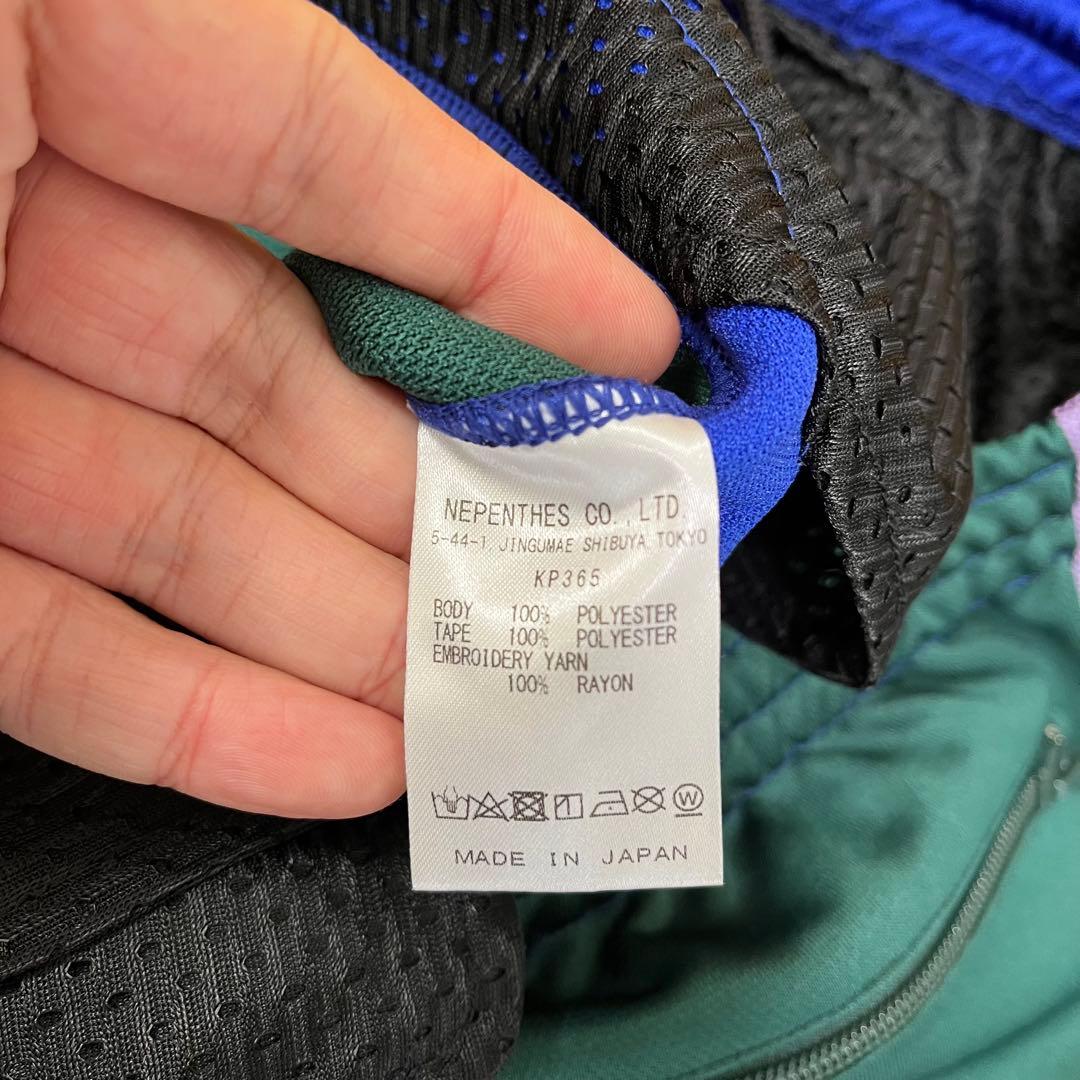 NEPENTHES CO.,LTD.
5-44-1 JINGUMAE SHIBUYA TOKYO
KP365
BODY 100% POLYESTER
TAPE 100% POLYESTER
EMBROIDERY YARN
100% RAYON
W
MADE IN JAPAN